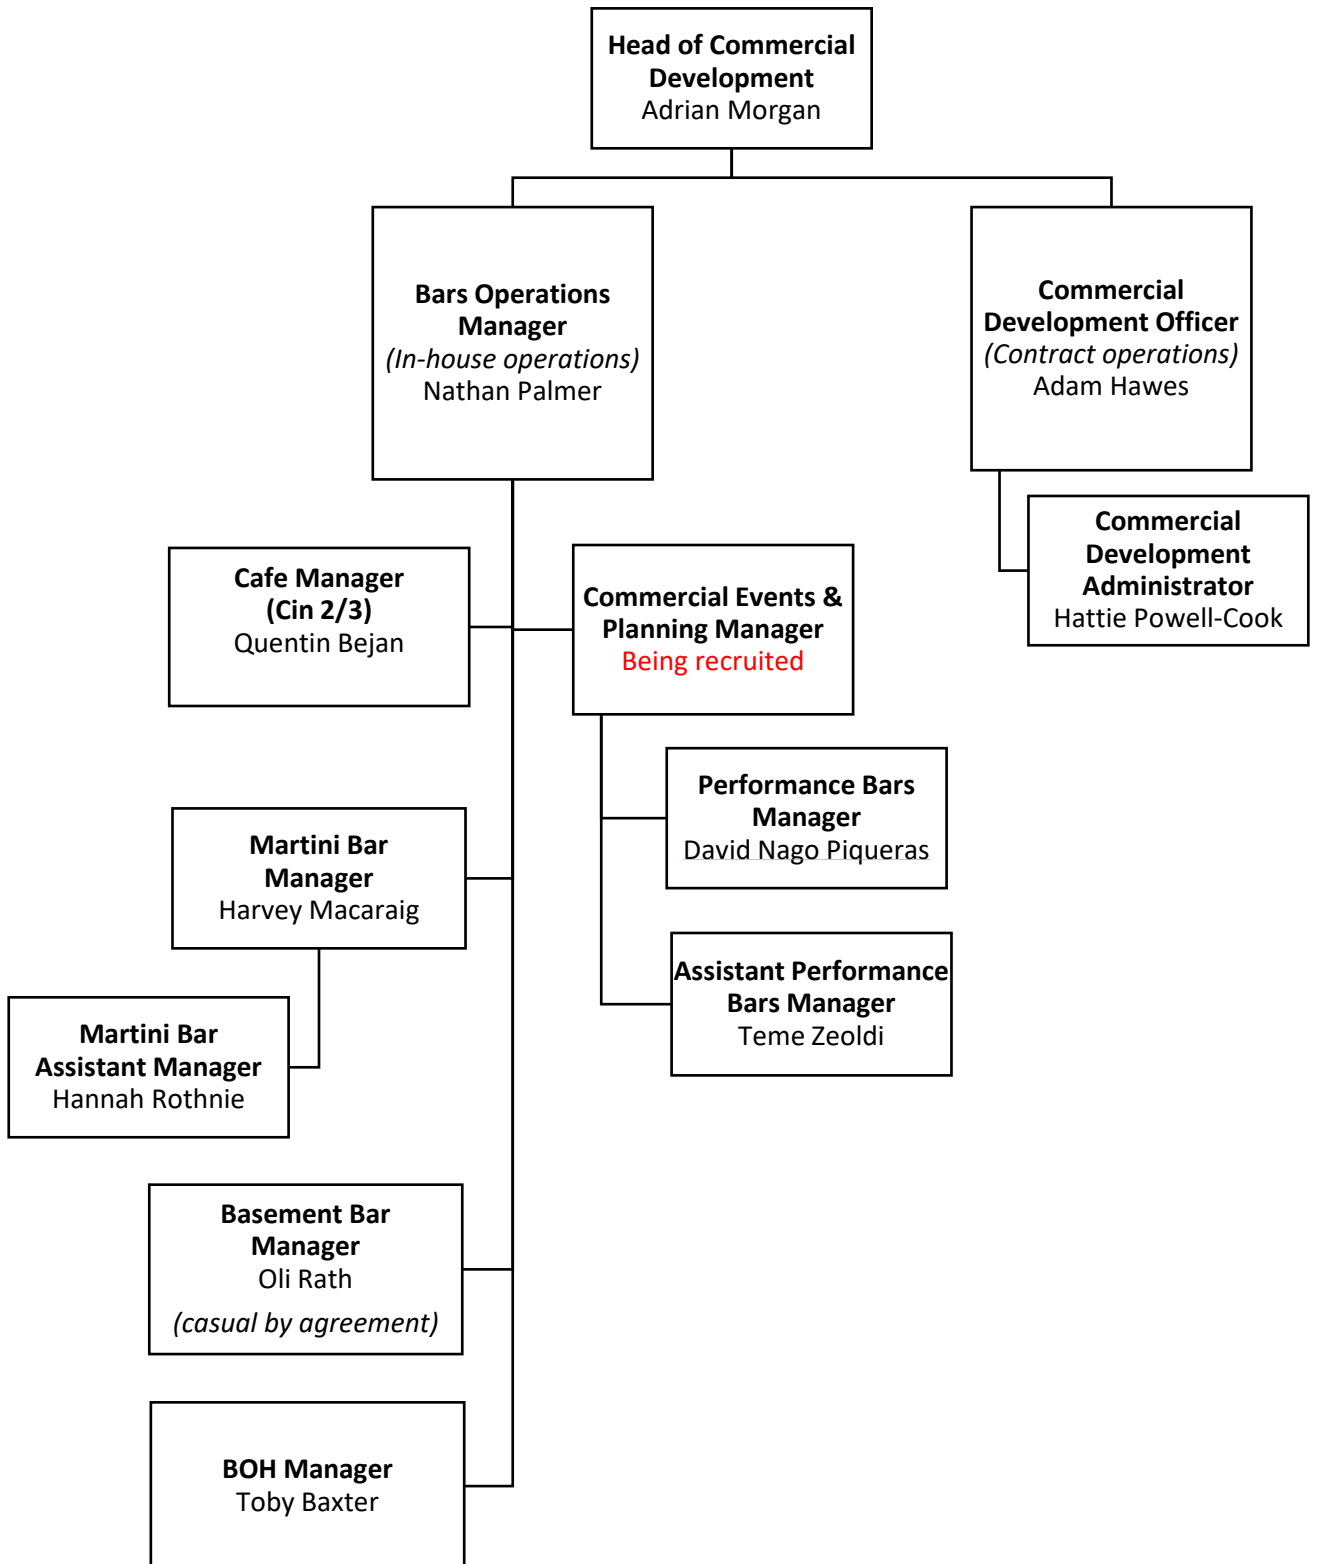 Head of Commercial
Development
Adrian Morgan
Bars Operations
Manager
(In-house operations)
Nathan Palmer
Commercial
Development Officer
(Contract operations)
Adam Hawes
Commercial
Development
Administrator
Hattie Powell-Cook
Cafe Manager
(Cin 2/3)
Quentin Bejan
Commercial Events &
Planning Manager
Being recruited
Performance Bars
Manager
David Nago Piqueras
Martini Bar
Manager
Harvey Macaraig
Assistant Performance
Bars Manager
Teme Zeoldi
Martini Bar
Assistant Manager
Hannah Rothnie
Basement Bar
Manager
Oli Rath
(casual by agreement)
BOH Manager
Toby Baxter